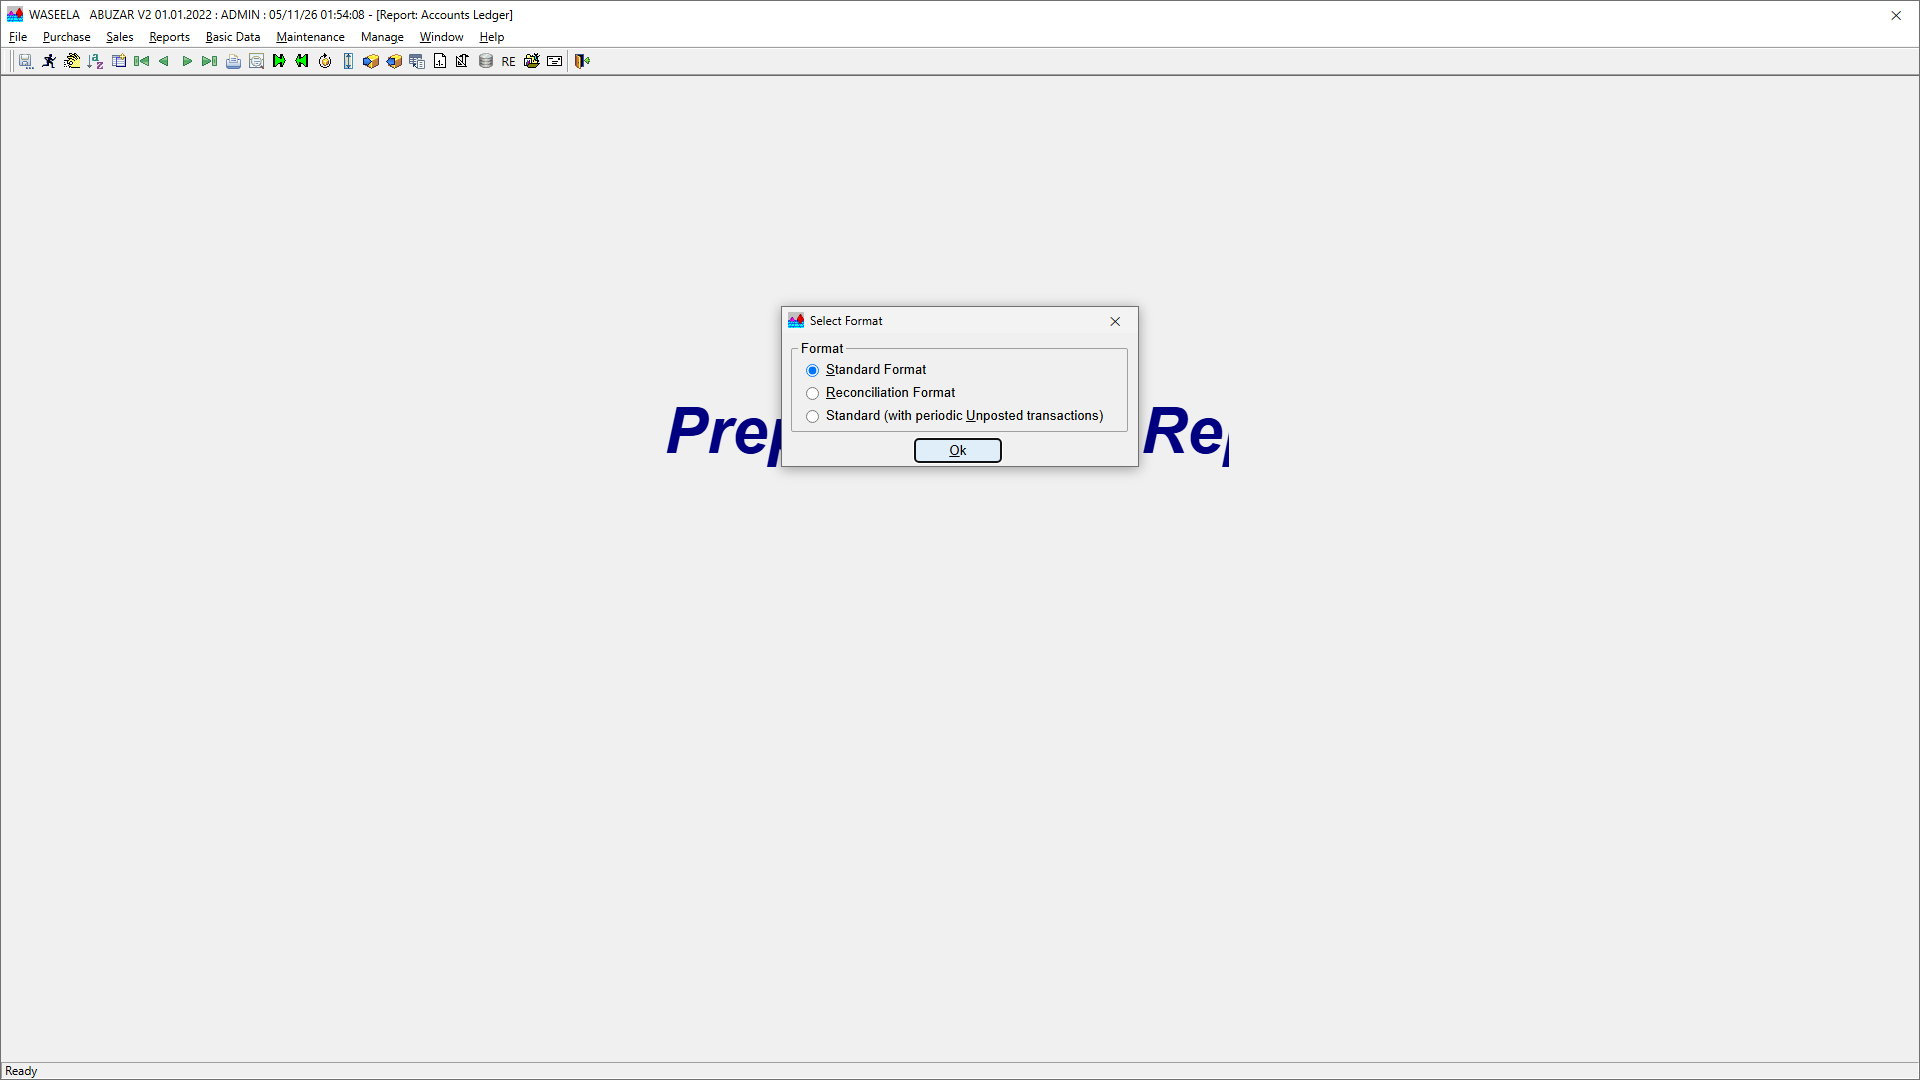 WASEELA   ABUZAR V2 01.01.2022 : ADMIN : 05/11/26 01:54:08 - [Report: Accounts Ledger]
File Purchase Sales Reports Basic Data Maintenance Manage Window Help
RE
Select Format
Format
Standard Format
Reconciliation Format
Standard (with periodic Unposted transactions)
Ok
Ready